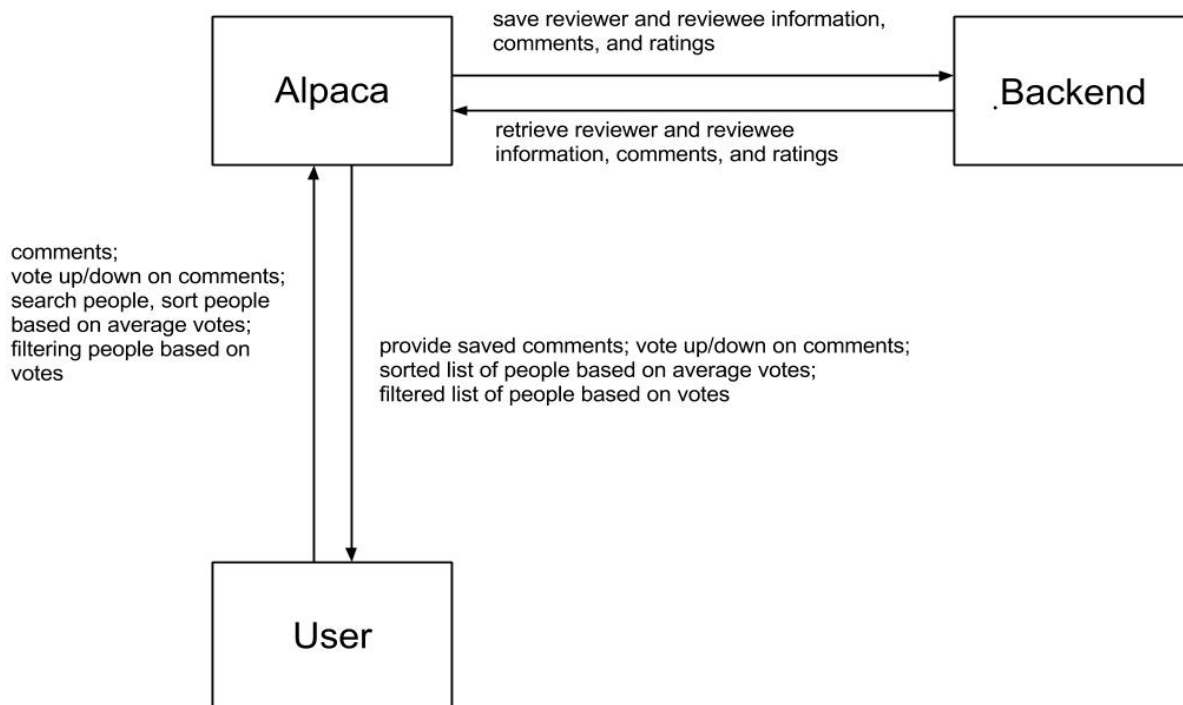 save reviewer and reviewee information,
comments, and ratings
Alpaca
.Backend
retrieve reviewer and reviewee
information, comments, and ratings
comments;
vote up/down on comments;
search people, sort people
based on average votes;
filtering people based on
votes
provide saved comments; vote up/down on comments;
sorted list of people based on average votes;
filtered list of people based on votes
User